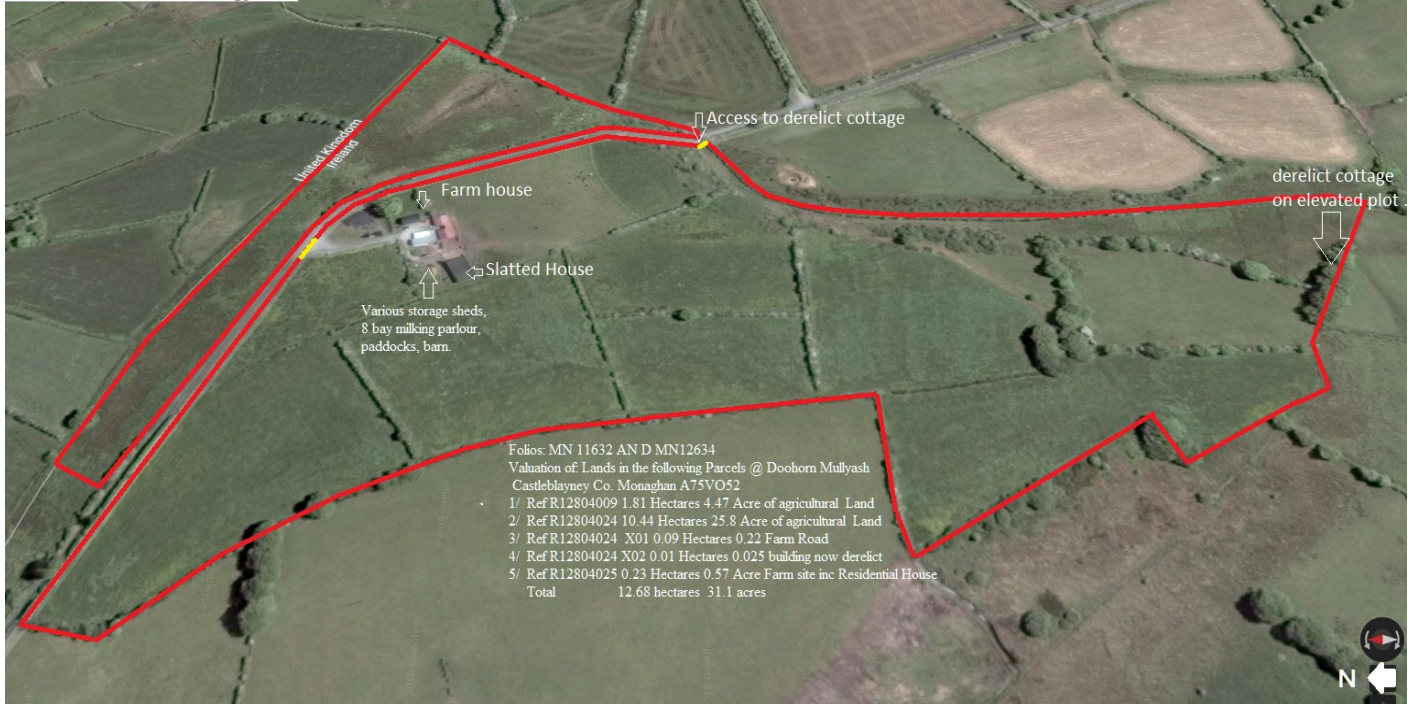 United Kingdom
Ireland
Access to derelict cottage
Farm house
derelict cottage
on elevated plot .
Slatted House
Various storage sheds,
8 bay milking parlour,
paddocks, barn.
Folios: MN 11632 AN D MN12634
Valuation of: Lands in the following Parcels @ Doohorn Mullyash
Castleblayney Co. Monaghan A75VO52
1/ Ref R12804009 1.81 Hectares 4.47 Acre of agricultural Land
2/ Ref R12804024 10.44 Hectares 25.8 Acre of agricultural Land
3/ Ref R12804024 X01 0.09 Hectares 0.22 Farm Road
4/ Ref R12804024 X02 0.01 Hectares 0.025 building now derelict
5/ Ref R12804025 0.23 Hectares 0.57 Acre Farm site inc Residential House
Total 12.68 hectares 31.1 acres
N